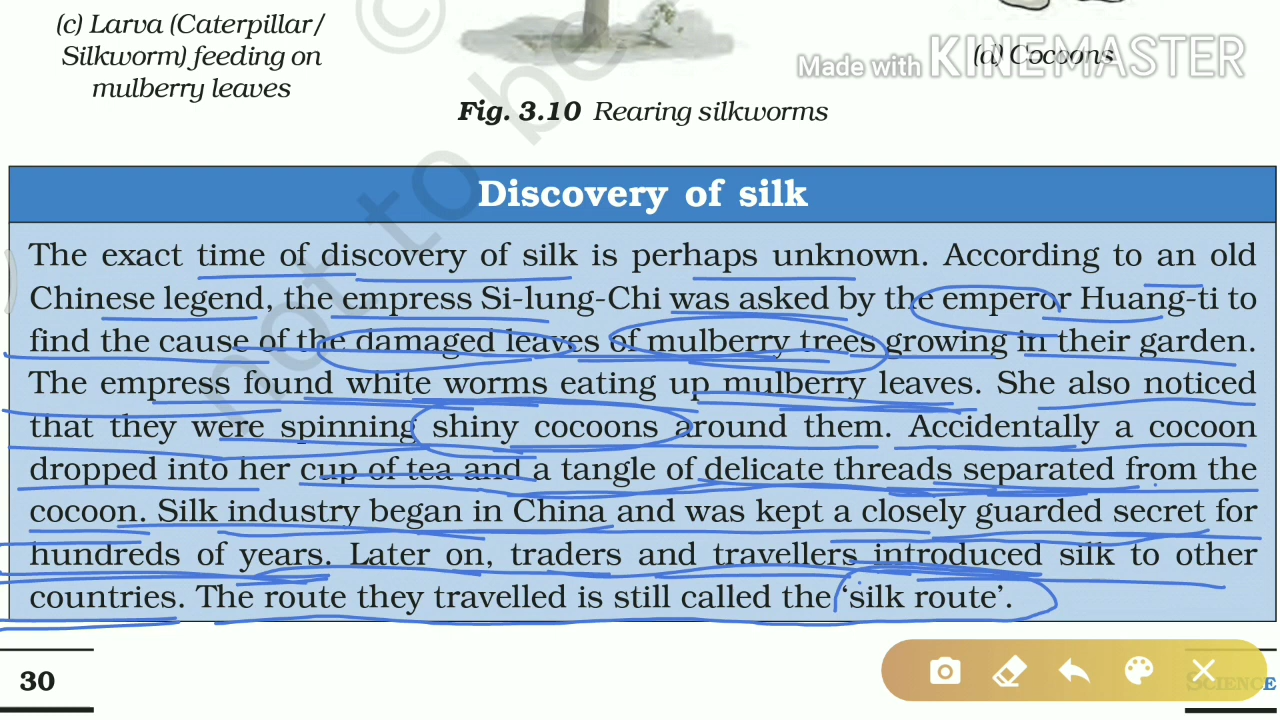 (c) Larva (Caterpillar/
Silkworm) feeding on
mulberry leaves
(d) Cocoons
Made with KINEMASTER
Fig. 3.10 Rearing silkworms
Discovery of silk
The exact time of discovery of silk is perhaps unknown. According to an old
Chinese legend, the empress Si-lung-Chi was asked by the emperor Huang-ti to
find the cause of the damaged leaves of mulberry trees growing in their garden.
The empress found white worms eating up mulberry leaves. She also noticed
that they were spinning shiny cocoons around them. Accidentally a cocoon
dropped into her cup of tea and a tangle of delicate threads separated from the
cocoon. Silk industry began in China and was kept a closely guarded secret for
hundreds of years. Later on, traders and travellers introduced silk to other
countries. The route they travelled is still called the ‘silk route’.
30
SCIENCE
©
not to be